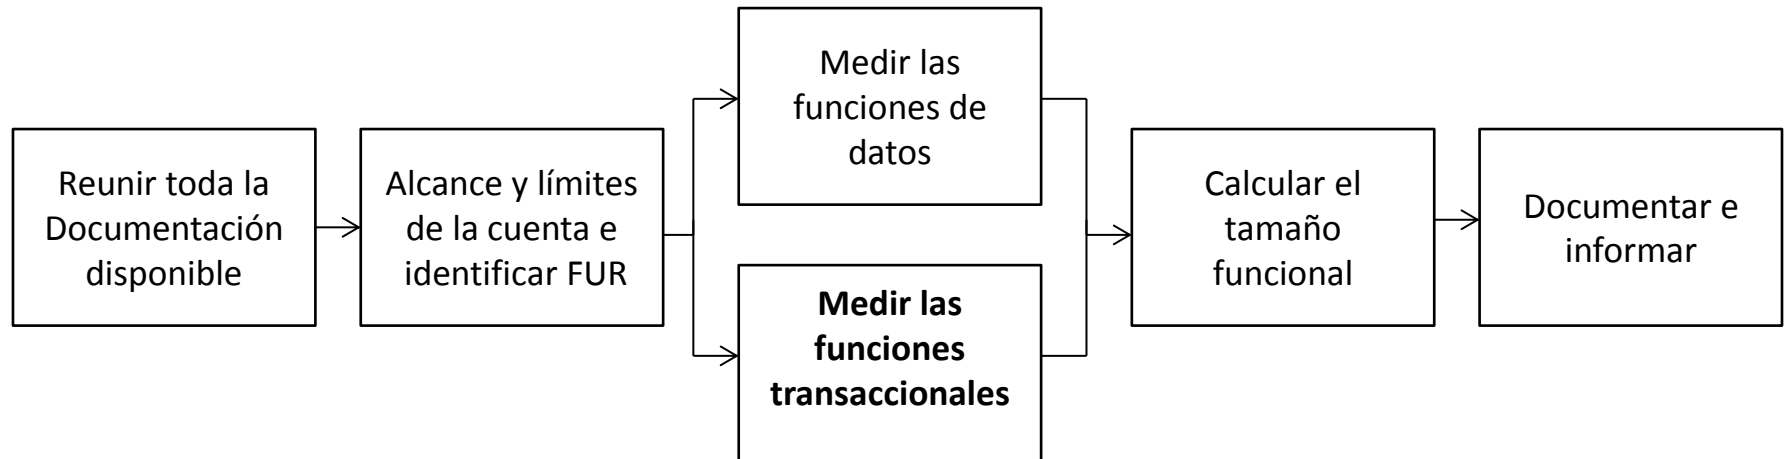 Reunir toda la
Documentación
disponible
Alcance y límites
de la cuenta e
identificar FUR
Medir las
funciones de
datos
Medir las
funciones
transaccionales
Calcular el
tamaño
funcional
Documentar e
informar